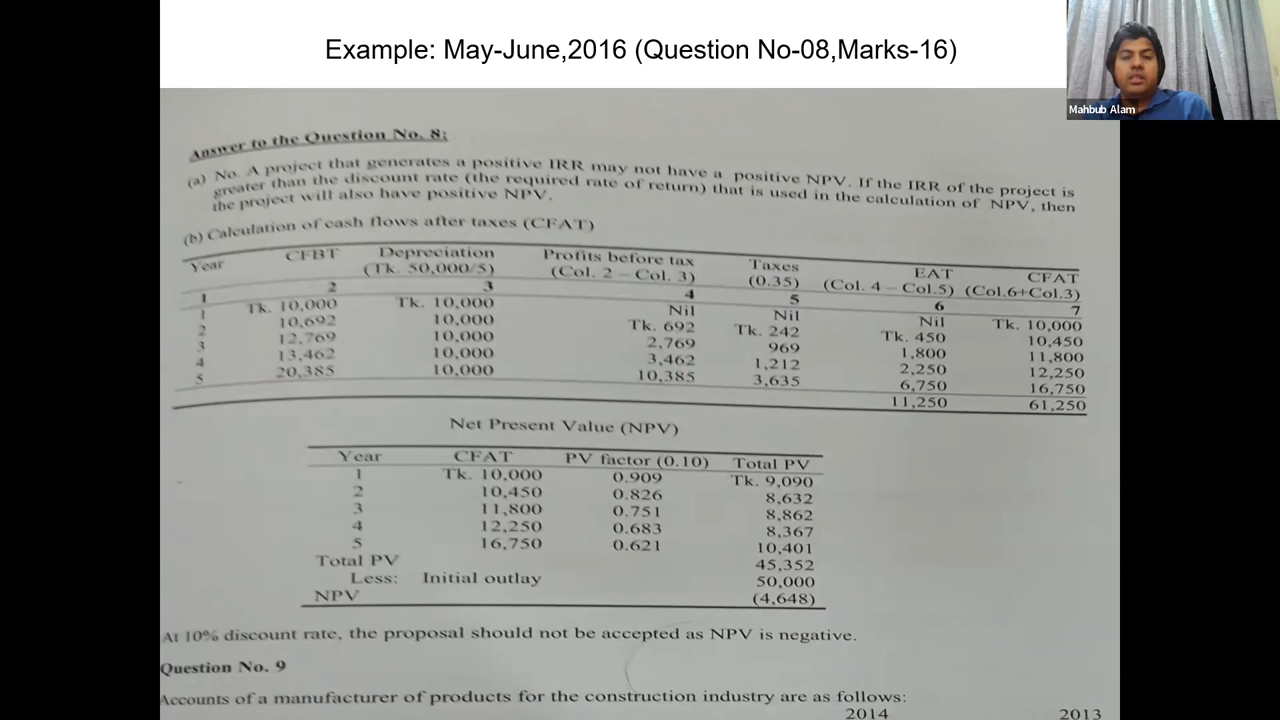 Example: May-June,2016 (Question No-08,Marks-16)
Mahbub Alam
Answer to the Question No. 8:
(a) No. A project that generates a positive IRR may not have a positive NPV. If the IRR of the project is
greater than the discount rate (the required rate of return) that is used in the calculation of NPV, then
the project will also have positive NPV.
(b) Calculation of cash flows after taxes (CFAT)
Year CFBT Depreciation Profits before tax Taxes EAT CFAT
(Tk. 50,000/5) (Col. 2 – Col. 3) (0.35) (Col. 4 – Col.5) (Col.6+Col.3)
1 2 3 4 5 6 7
1 Tk. 10,000 Tk. 10,000 Nil Nil Nil Tk. 10,000
2 10,692 10,000 Tk. 692 Tk. 242 Tk. 450 10,450
3 12,769 10,000 2,769 969 1,800 11,800
4 13,462 10,000 3,462 1,212 2,250 12,250
5 20,385 10,000 10,385 3,635 6,750 16,750
11,250 61,250
Net Present Value (NPV)
Year CFAT PV factor (0.10) Total PV
1 Tk. 10,000 0.909 Tk. 9,090
2 10,450 0.826 8,632
3 11,800 0.751 8,862
4 12,250 0.683 8,367
5 16,750 0.621 10,401
Total PV 45,352
Less: Initial outlay 50,000
NPV (4,648)
At 10% discount rate, the proposal should not be accepted as NPV is negative.
Question No. 9
Accounts of a manufacturer of products for the construction industry are as follows:
2014 2013